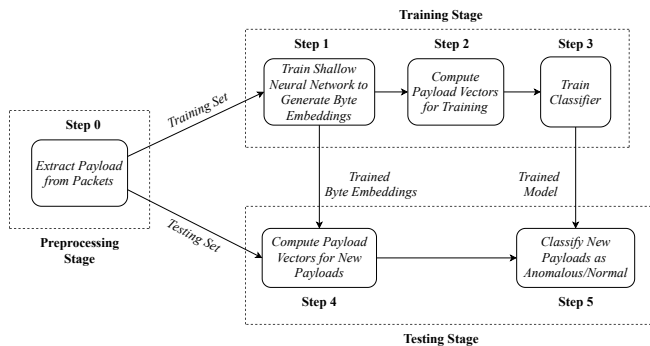 Training Stage
Step 1
Step 2
Step 3
Train Shallow
Neural Network to
Generate Byte
Embeddings
Compute
Payload Vectors
for Training
Train
Classifier
Training Set
Step 0
Extract Payload
from Packets
Preprocessing
Stage
Testing Set
Trained
Byte Embeddings
Trained
Model
Compute Payload
Vectors for New
Payloads
Classify New
Payloads as
Anomalous/Normal
Step 4
Step 5
Testing Stage